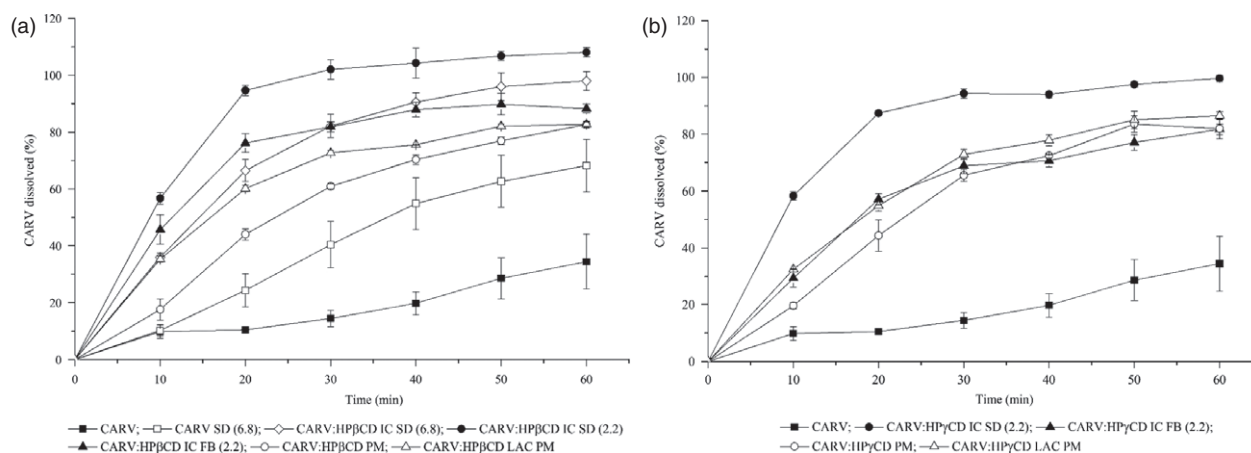 (a)
120
100
80
60
40
20
0
CARV dissolved (%)
0 10 20 30 40 50 60
Time (min)
CARV; CARV SD (6.8); CARV:HPβCD IC SD (6.8); CARV:HPβCD IC SD (2.2)
CARV:HPβCD IC FB (2.2); CARV:HPβCD PM; CARV:HPβCD LAC PM
(b)
120
100
80
60
40
20
0
CARV dissolved (%)
0 10 20 30 40 50 60
Time (min)
CARV; CARV:HPγCD IC SD (2.2); CARV:HPγCD IC FB (2.2);
CARV:HPγCD PM; CARV:HPγCD LAC PM